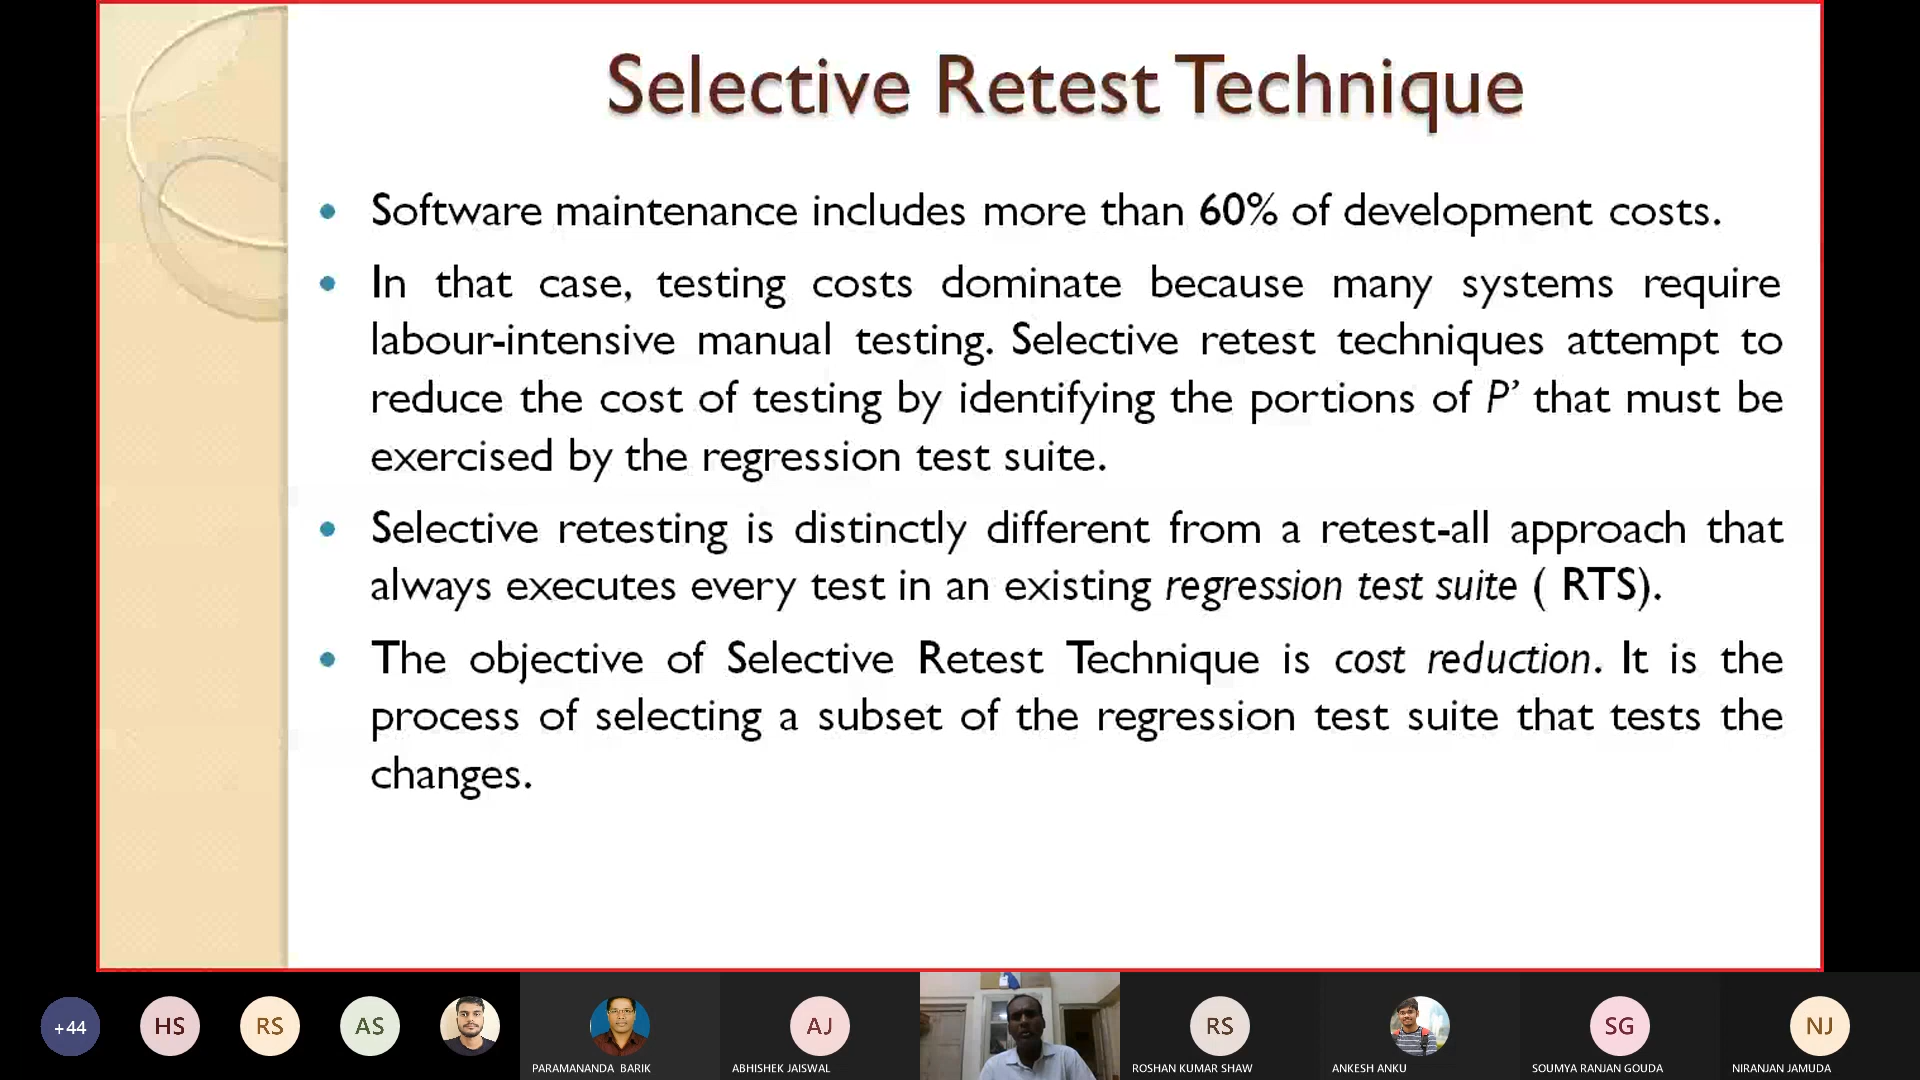 Selective Retest Technique
• Software maintenance includes more than 60% of development costs.
• In that case, testing costs dominate because many systems require
labour-intensive manual testing. Selective retest techniques attempt to
reduce the cost of testing by identifying the portions of P’ that must be
exercised by the regression test suite.
• Selective retesting is distinctly different from a retest-all approach that
always executes every test in an existing regression test suite ( RTS).
• The objective of Selective Retest Technique is cost reduction. It is the
process of selecting a subset of the regression test suite that tests the
changes.
+44 HS RS AS AJ RS SG NJ
PARAMANANDA BARIK ABHISHEK JAISWAL ROSHAN KUMAR SHAW ANKESH ANKU SOUMYA RANJAN GOUDA NIRANJAN JAMUDA